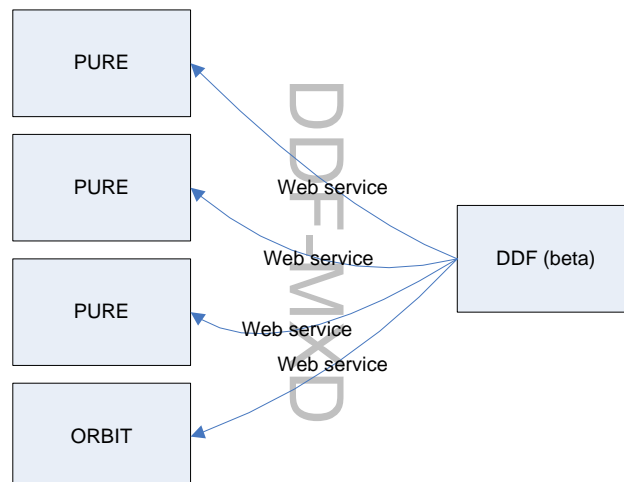 PURE
DDF-MXD
Web service
PURE
DDF (beta)
Web service
PURE
Web service
Web service
ORBIT